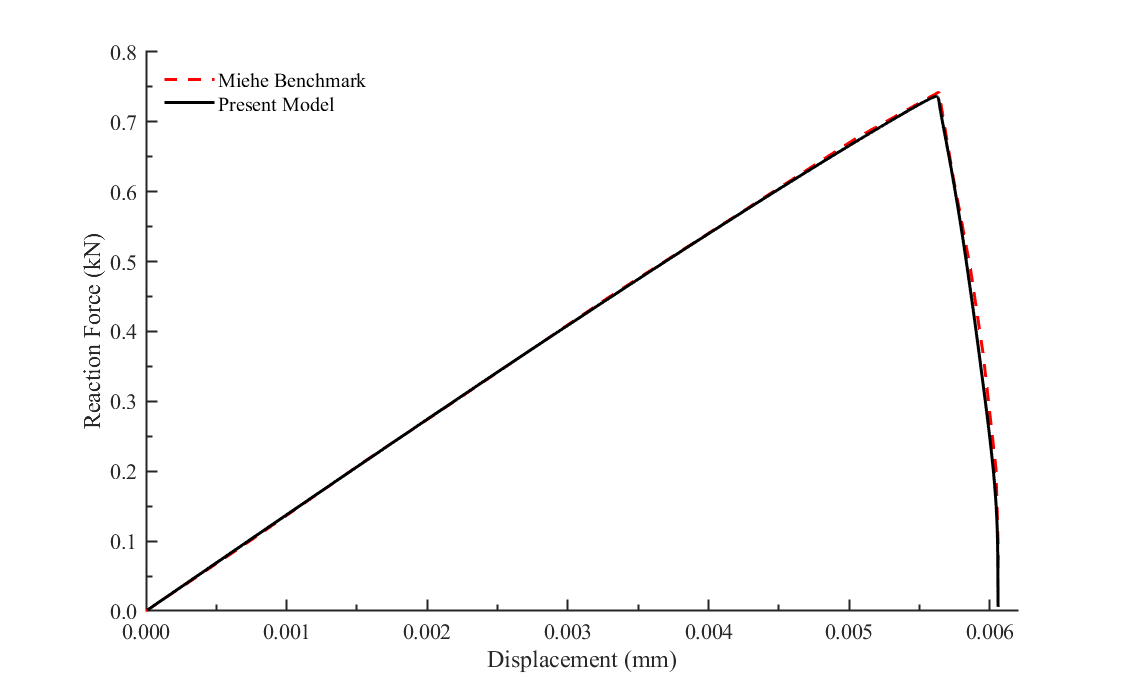 0.8
Miehe Benchmark
Present Model
0.7
0.6
0.5
0.4
0.3
0.2
0.1
0.0
Reaction Force (kN)
0.000 0.001 0.002 0.003 0.004 0.005 0.006
Displacement (mm)